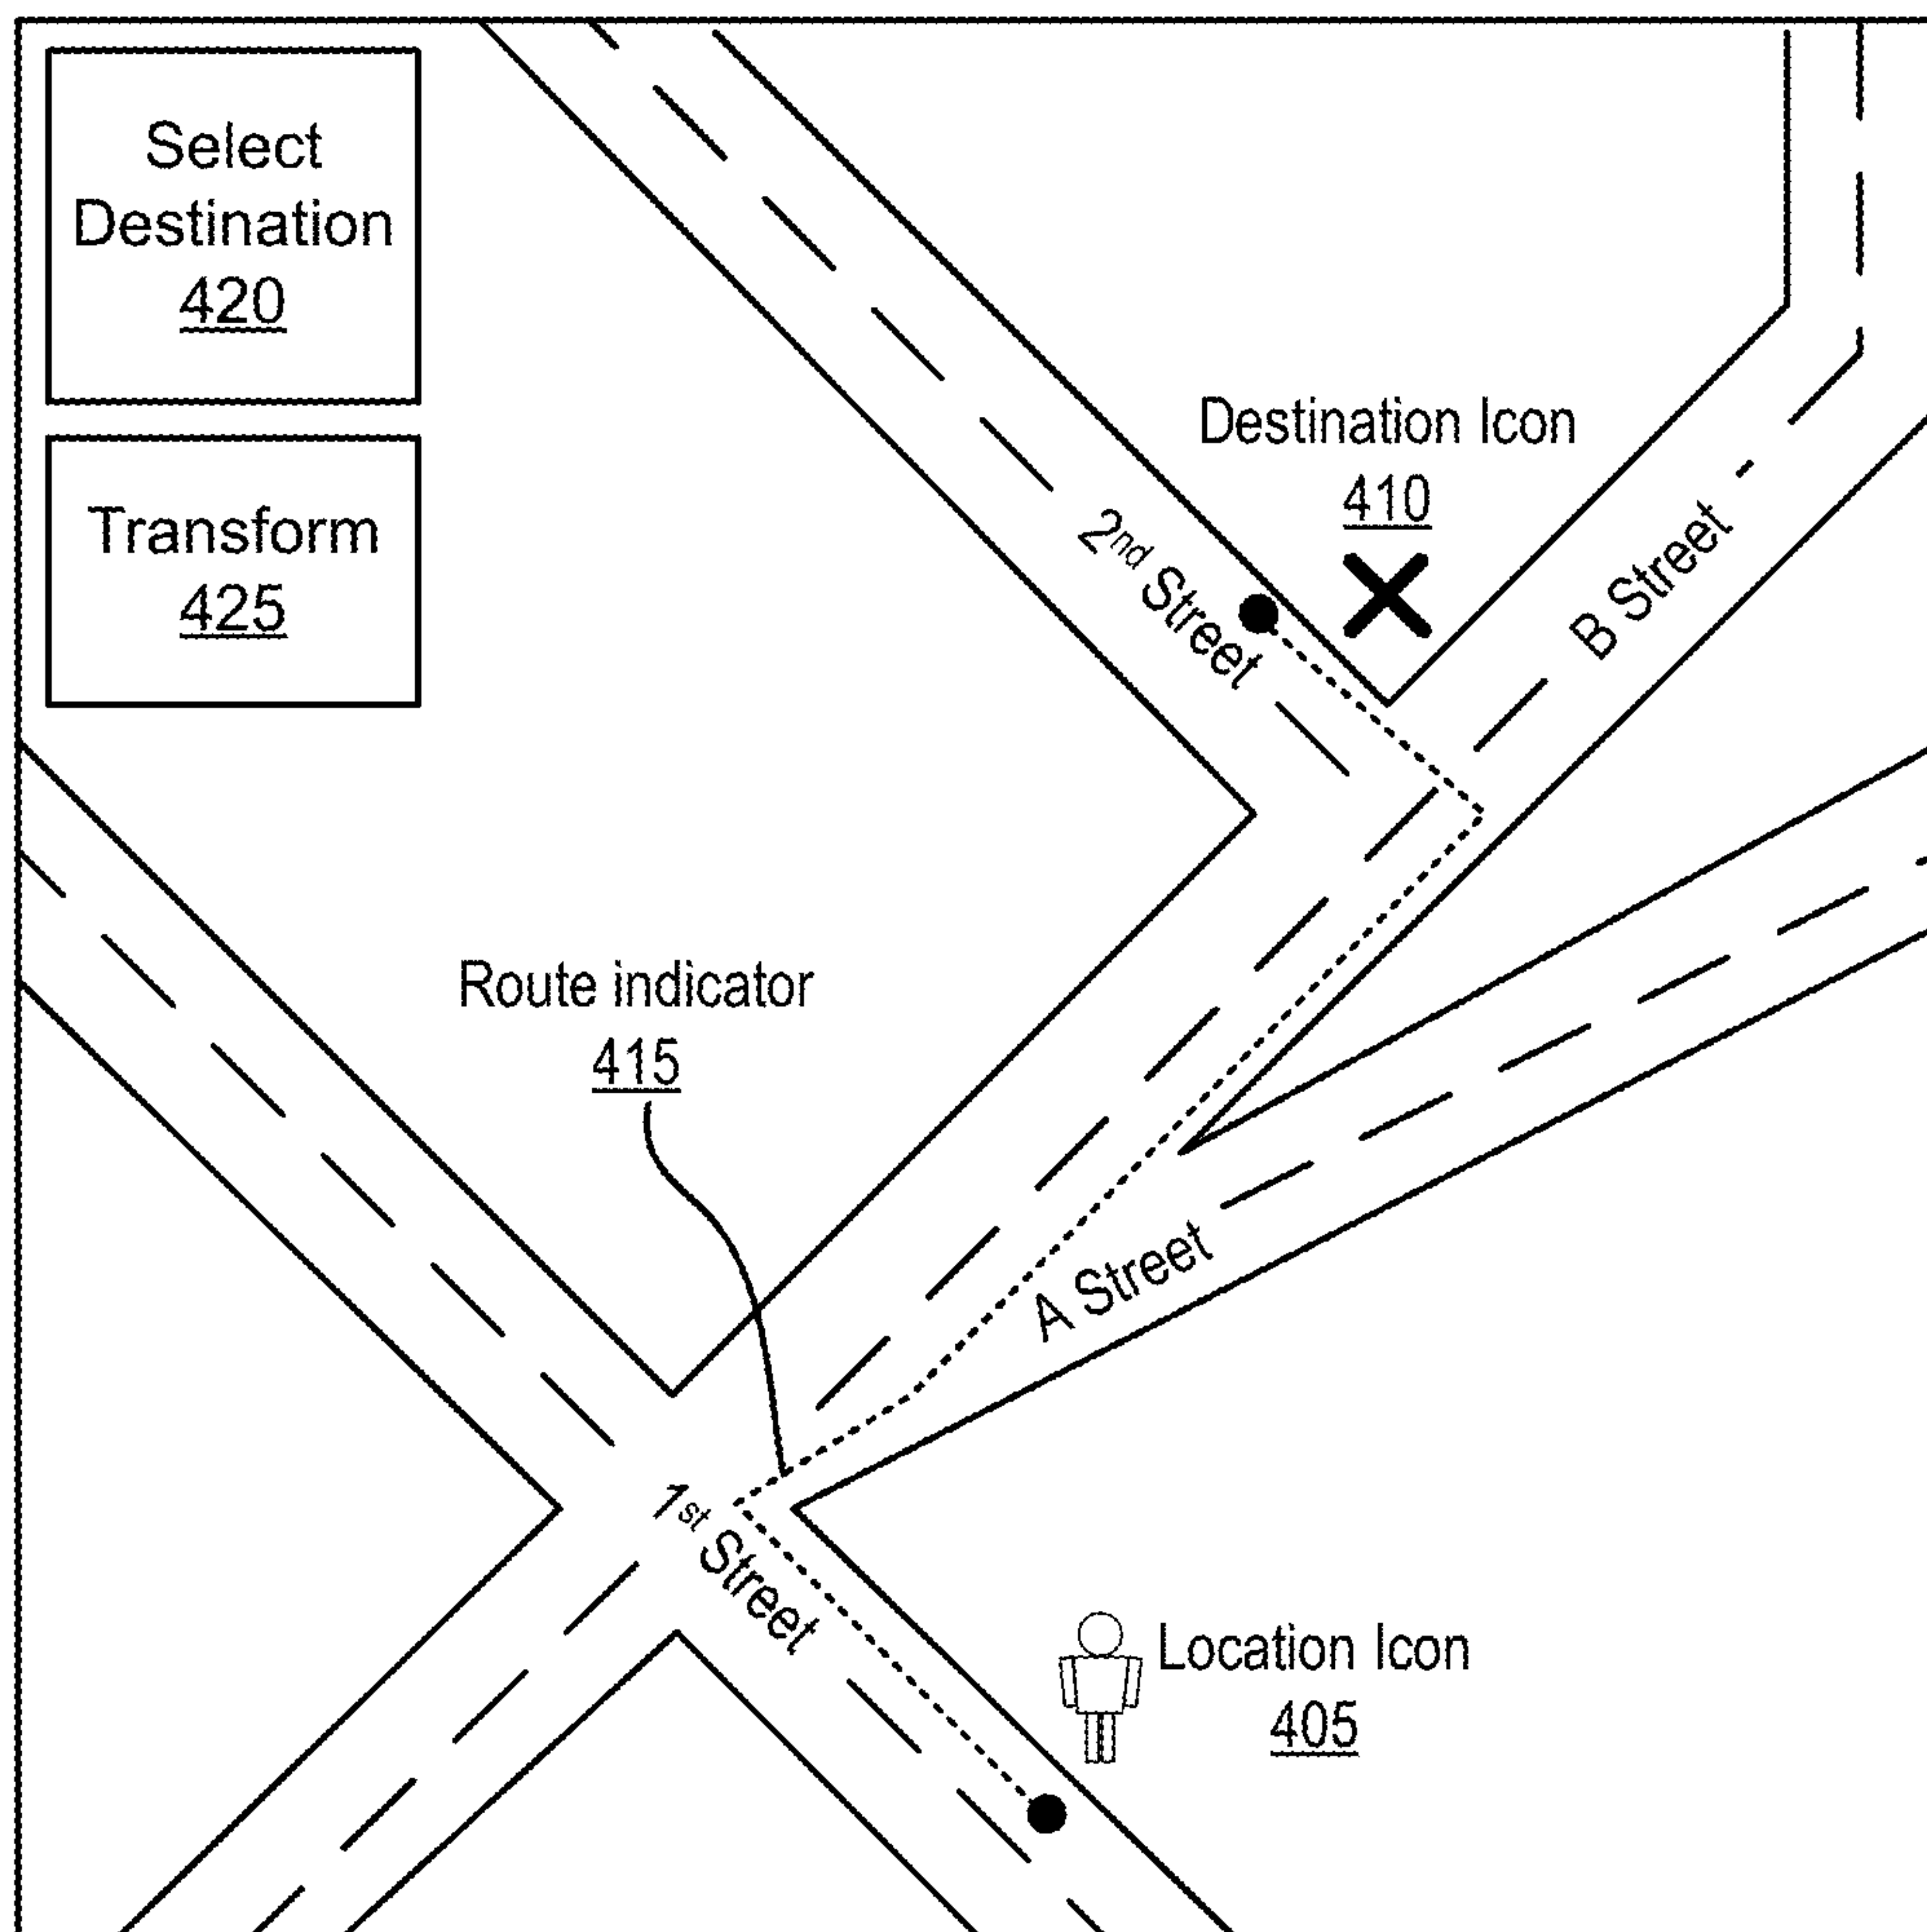 Select
Destination
420
Transform
425
Destination Icon
410
2nd Street
B Street
Route indicator
415
A Street
1st Street
Location Icon
405